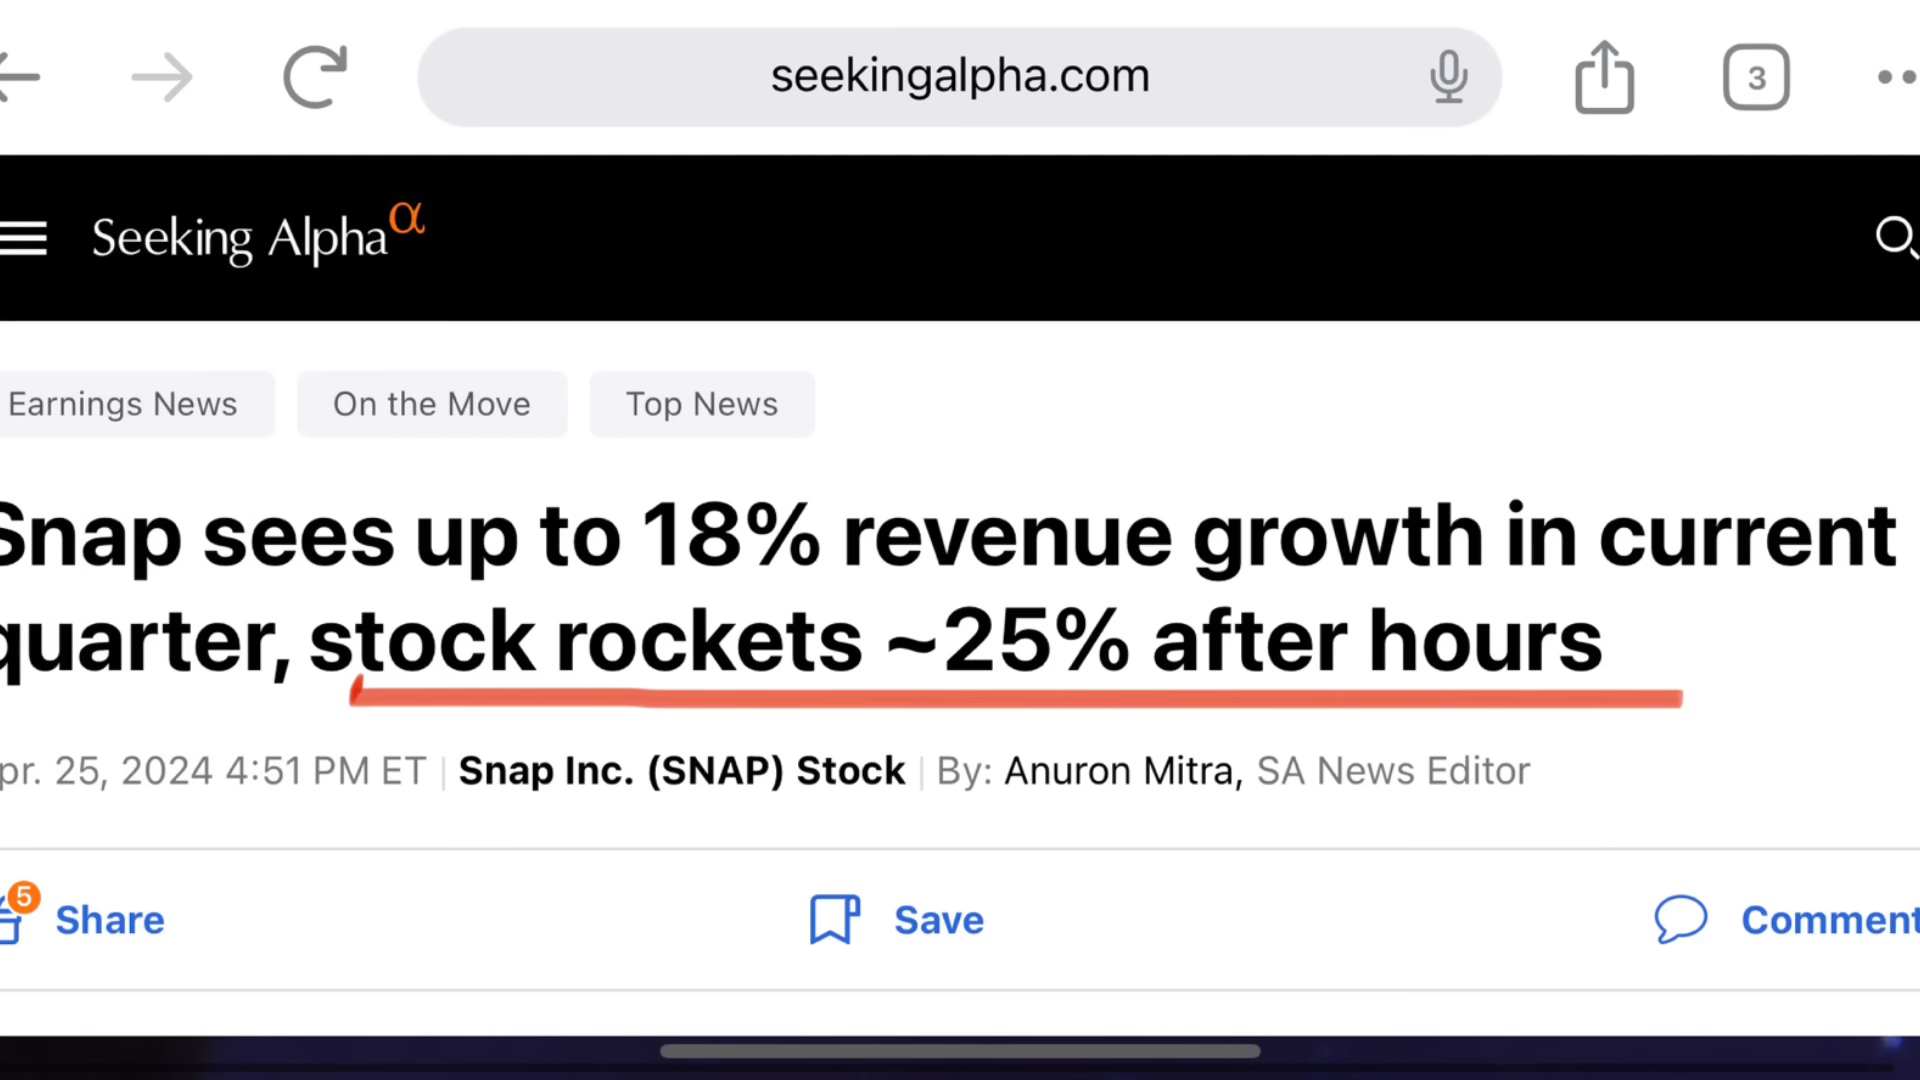 seekingalpha.com
3
Seeking Alpha α
Earnings News On the Move Top News
Snap sees up to 18% revenue growth in current
quarter, stock rockets ~25% after hours
pr. 25, 2024 4:51 PM ET | Snap Inc. (SNAP) Stock | By: Anuron Mitra, SA News Editor
5 Share Save Comment